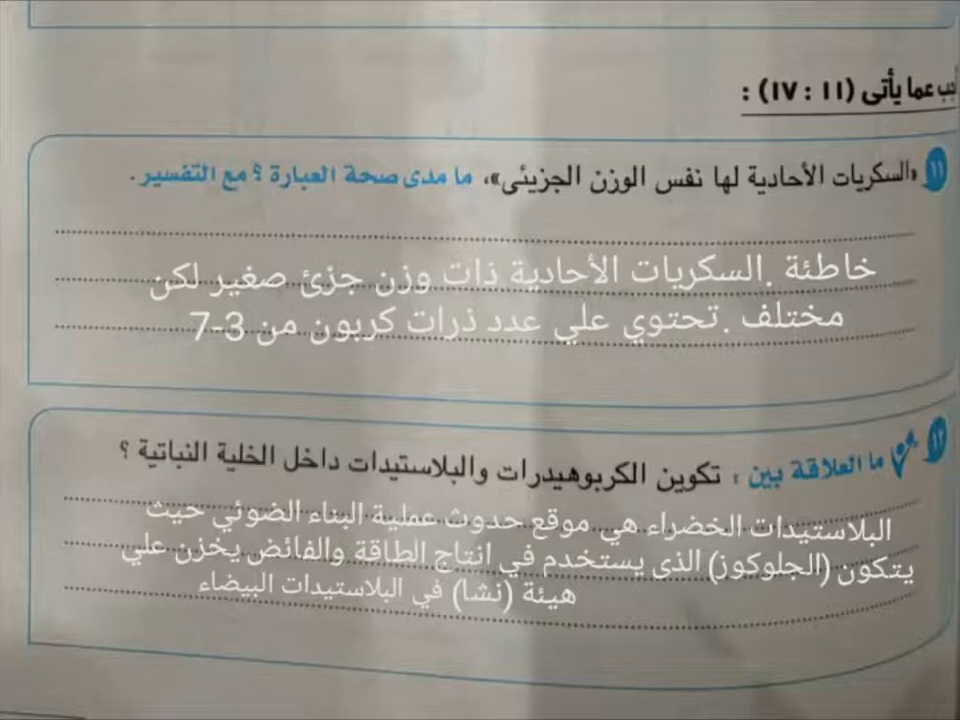 أجب عما يأتى (١١ : ١٧) :
١١ «السكريات الأحادية لها نفس الوزن الجزيئى»، ما مدى صحة العبارة ؟ مع التفسير .
خاطئة .السكريات الأحادية ذات وزن جزئ صغير لكن
مختلف .تحتوي علي عدد ذرات كربون من 3-7
١٢ ما العلاقة بين : تكوين الكربوهيدرات والبلاستيدات داخل الخلية النباتية ؟
البلاستيدات الخضراء هي موقع حدوث عملية البناء الضوئي حيث
يتكون (الجلوكوز) الذى يستخدم في انتاج الطاقة والفائض يخزن علي
هيئة (نشا) في البلاستيدات البيضاء